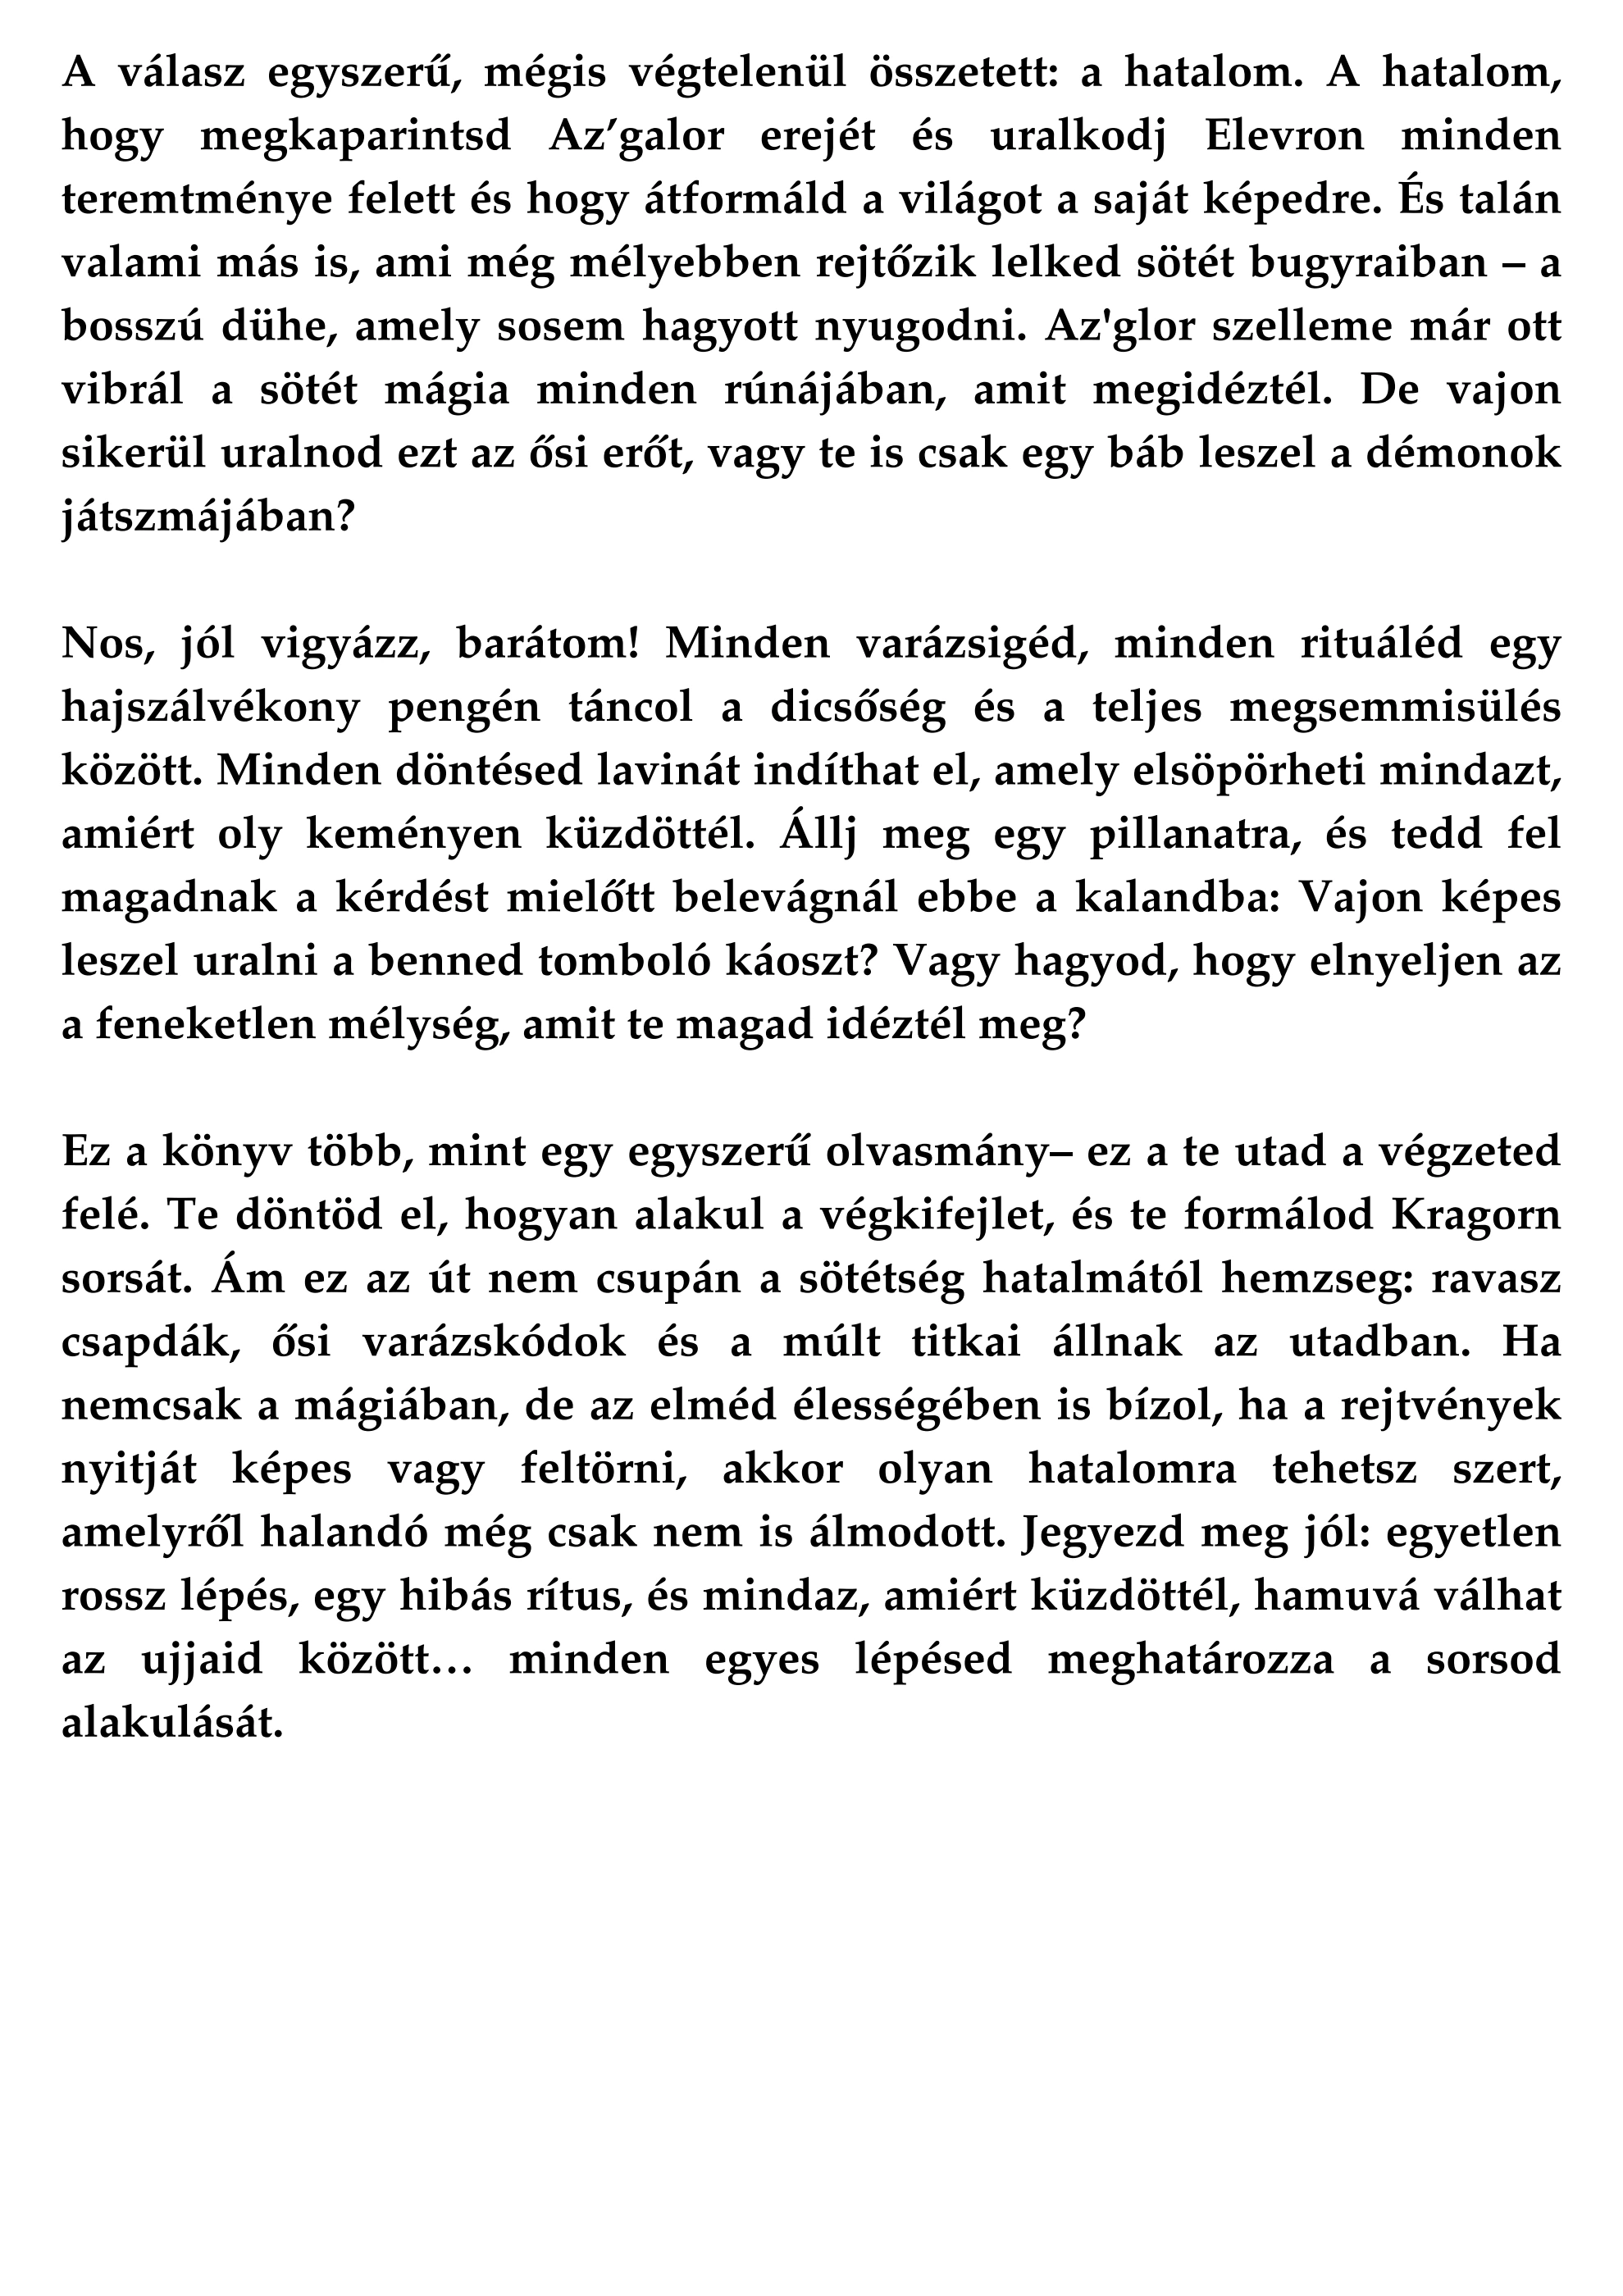 A válasz egyszerű, mégis végtelenül összetett: a hatalom. A hatalom,
hogy megkaparintsd Az’galor erejét és uralkodj Elevron minden
teremtménye felett és hogy átformáld a világot a saját képedre. És talán
valami más is, ami még mélyebben rejtőzik lelked sötét bugyraiban – a
bosszú dühe, amely sosem hagyott nyugodni. Az'glor szelleme már ott
vibrál a sötét mágia minden rúnájában, amit megidéztél. De vajon
sikerül uralnod ezt az ősi erőt, vagy te is csak egy báb leszel a démonok
játszmájában?
Nos, jól vigyázz, barátom! Minden varázsigéd, minden rituáléd egy
hajszálvékony pengén táncol a dicsőség és a teljes megsemmisülés
között. Minden döntésed lavinát indíthat el, amely elsöpörheti mindazt,
amiért oly keményen küzdöttél. Állj meg egy pillanatra, és tedd fel
magadnak a kérdést mielőtt belevágnál ebbe a kalandba: Vajon képes
leszel uralni a benned tomboló káoszt? Vagy hagyod, hogy elnyeljen az
a feneketlen mélység, amit te magad idéztél meg?
Ez a könyv több, mint egy egyszerű olvasmány– ez a te utad a végzeted
felé. Te döntöd el, hogyan alakul a végkifejlet, és te formálod Kragorn
sorsát. Ám ez az út nem csupán a sötétség hatalmától hemzseg: ravasz
csapdák, ősi varázskódok és a múlt titkai állnak az utadban. Ha
nemcsak a mágiában, de az elméd élességében is bízol, ha a rejtvények
nyitját képes vagy feltörni, akkor olyan hatalomra tehetsz szert,
amelyről halandó még csak nem is álmodott. Jegyezd meg jól: egyetlen
rossz lépés, egy hibás rítus, és mindaz, amiért küzdöttél, hamuvá válhat
az ujjaid között… minden egyes lépésed meghatározza a sorsod
alakulását.